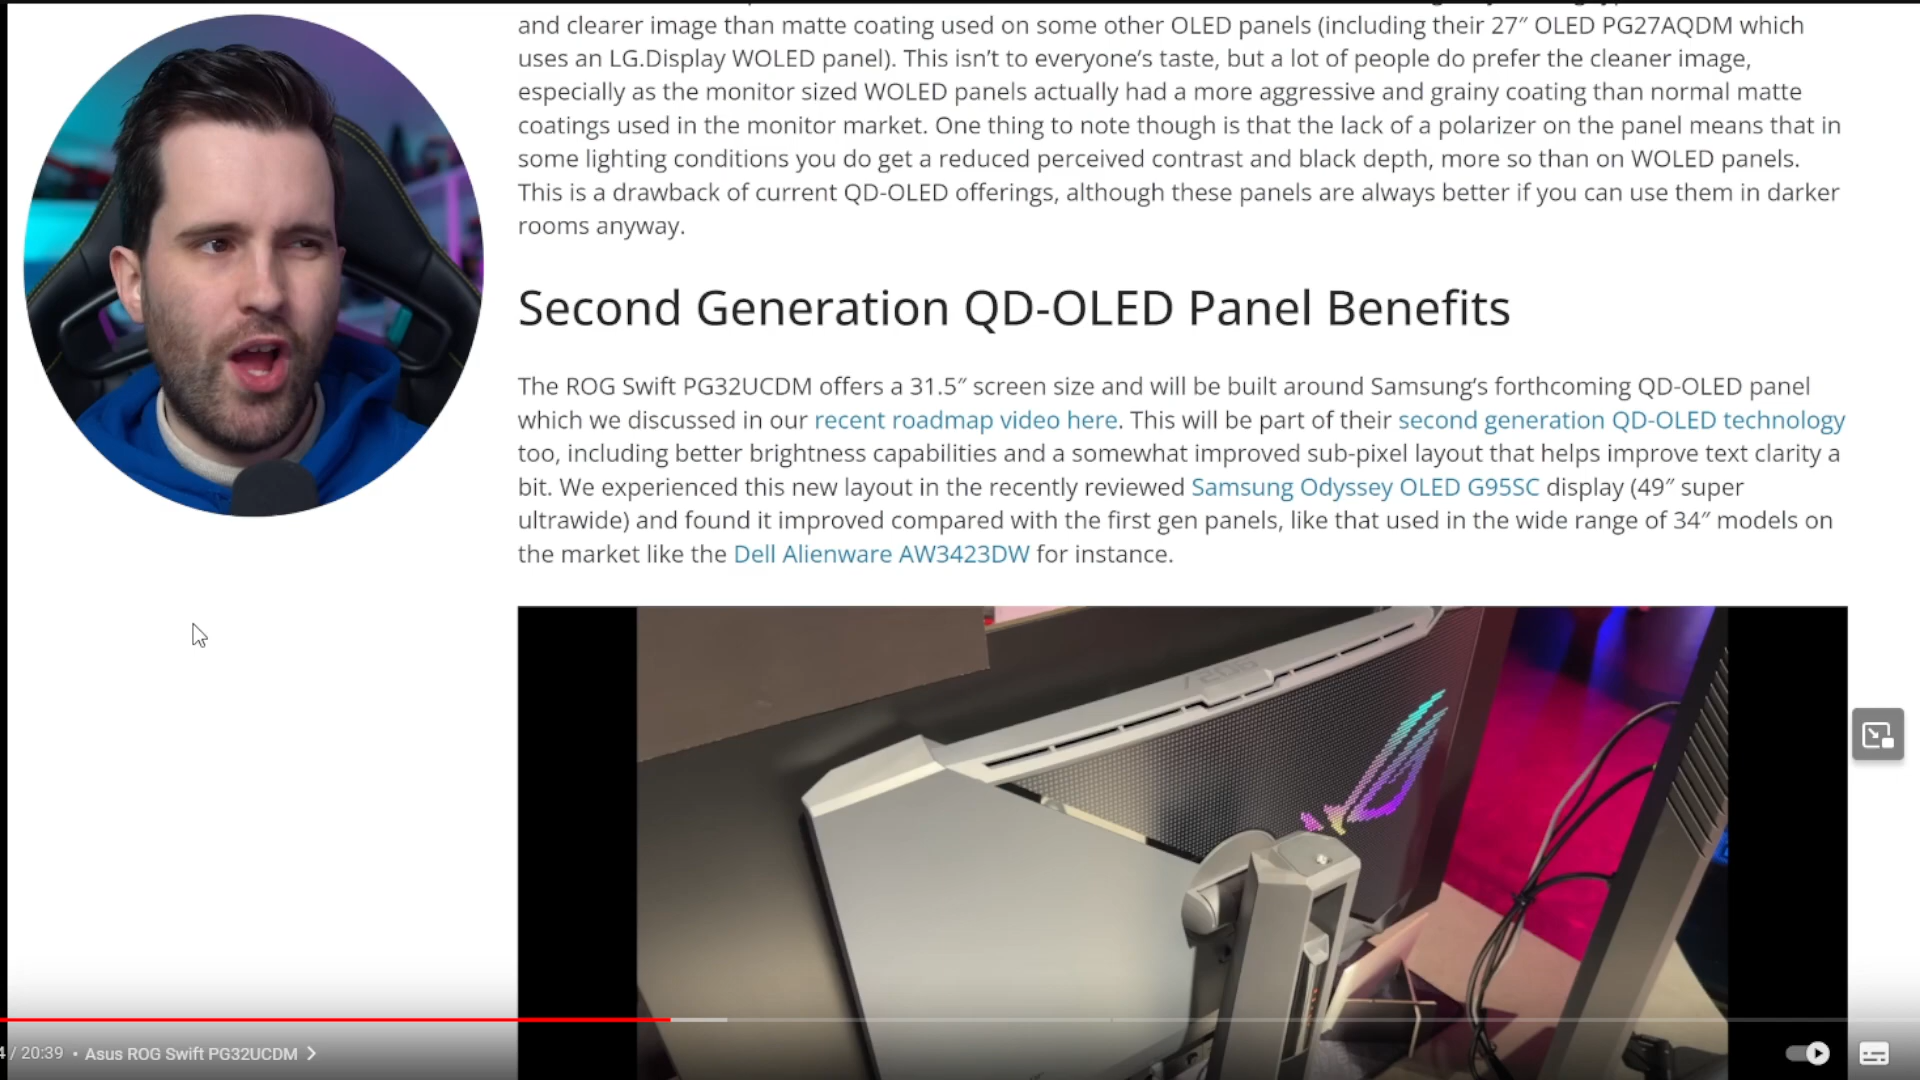 and clearer image than matte coating used on some other OLED panels (including their 27″ OLED PG27AQDM which
uses an LG.Display WOLED panel). This isn’t to everyone’s taste, but a lot of people do prefer the cleaner image,
especially as the monitor sized WOLED panels actually had a more aggressive and grainy coating than normal matte
coatings used in the monitor market. One thing to note though is that the lack of a polarizer on the panel means that in
some lighting conditions you do get a reduced perceived contrast and black depth, more so than on WOLED panels.
This is a drawback of current QD-OLED offerings, although these panels are always better if you can use them in darker
rooms anyway.
Second Generation QD-OLED Panel Benefits
The ROG Swift PG32UCDM offers a 31.5″ screen size and will be built around Samsung’s forthcoming QD-OLED panel
which we discussed in our recent roadmap video here. This will be part of their second generation QD-OLED technology
too, including better brightness capabilities and a somewhat improved sub-pixel layout that helps improve text clarity a
bit. We experienced this new layout in the recently reviewed Samsung Odyssey OLED G95SC display (49″ super
ultrawide) and found it improved compared with the first gen panels, like that used in the wide range of 34″ models on
the market like the Dell Alienware AW3423DW for instance.
4 / 20:39 • Asus ROG Swift PG32UCDM >